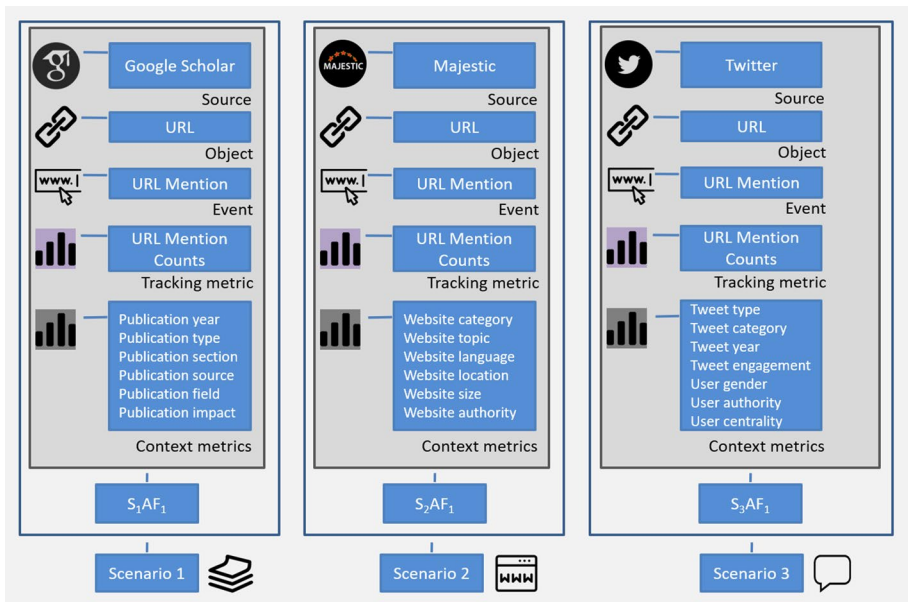 Google Scholar
Source
URL
Object
www.
URL Mention
Event
URL Mention
Counts
Tracking metric
Publication year
Publication type
Publication section
Publication source
Publication field
Publication impact
Context metrics
S₁AF₁
Scenario 1
MAJESTIC
Majestic
Source
URL
Object
www.
URL Mention
Event
URL Mention
Counts
Tracking metric
Website category
Website topic
Website language
Website location
Website size
Website authority
Context metrics
S₂AF₁
Scenario 2
WWW
Twitter
Source
URL
Object
www.
URL Mention
Event
URL Mention
Counts
Tracking metric
Tweet type
Tweet category
Tweet year
Tweet engagement
User gender
User authority
User centrality
Context metrics
S₃AF₁
Scenario 3